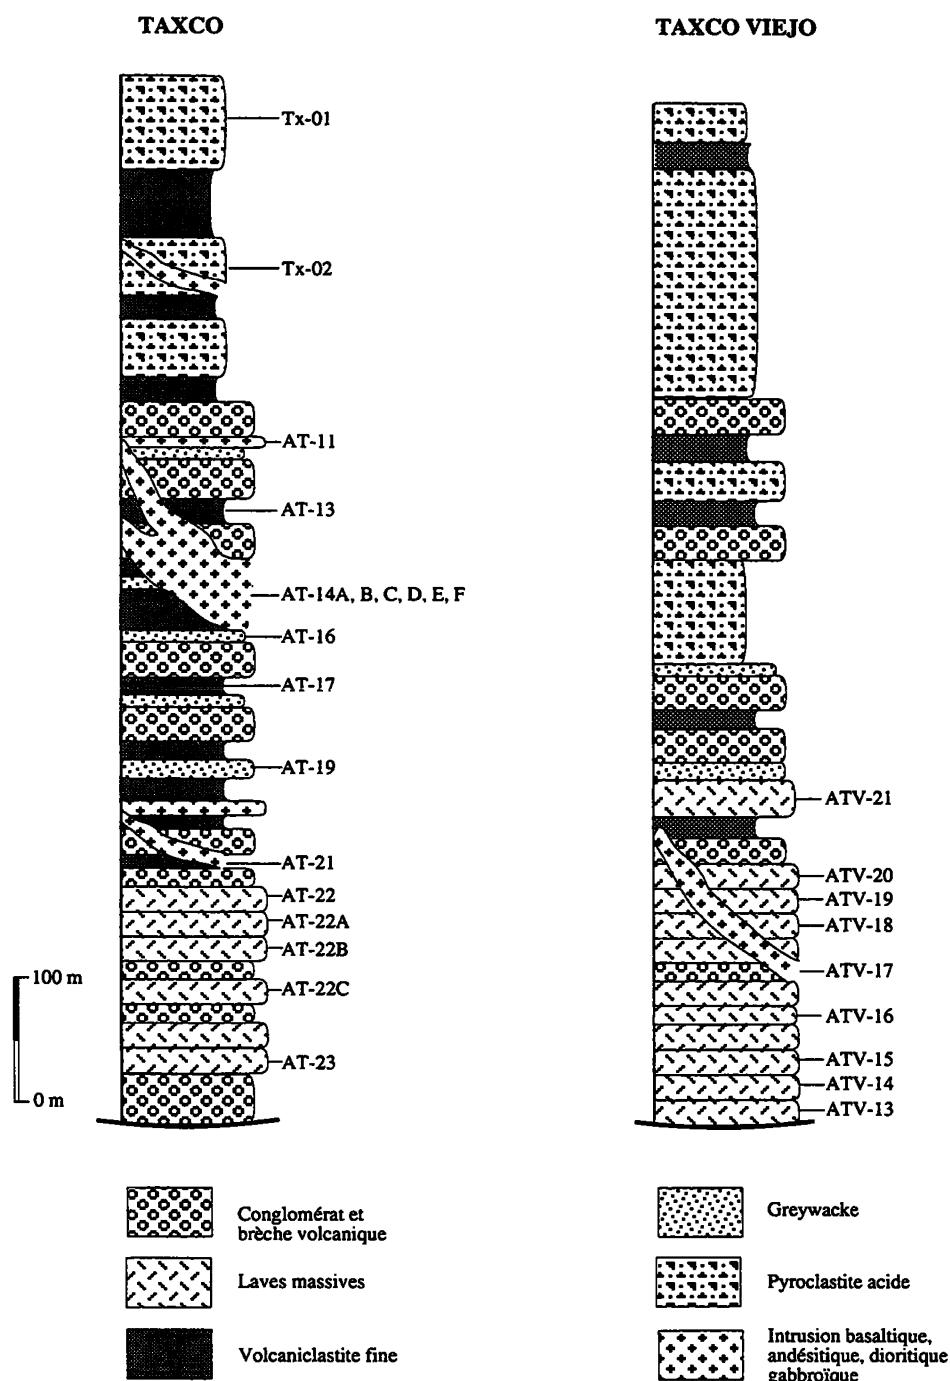 TAXCO
TAXCO VIEJO
Tx-01
Tx-02
AT-11
AT-13
AT-14A, B, C, D, E, F
AT-16
AT-17
AT-19
AT-21
AT-22
AT-22A
AT-22B
AT-22C
AT-23
100 m
0 m
ATV-21
ATV-20
ATV-19
ATV-18
ATV-17
ATV-16
ATV-15
ATV-14
ATV-13
Conglomérat et
brèche volcanique
Laves massives
Volcaniclastite fine
Greywacke
Pyroclastite acide
Intrusion basaltique,
andésitique, dioritique
gabbroïque